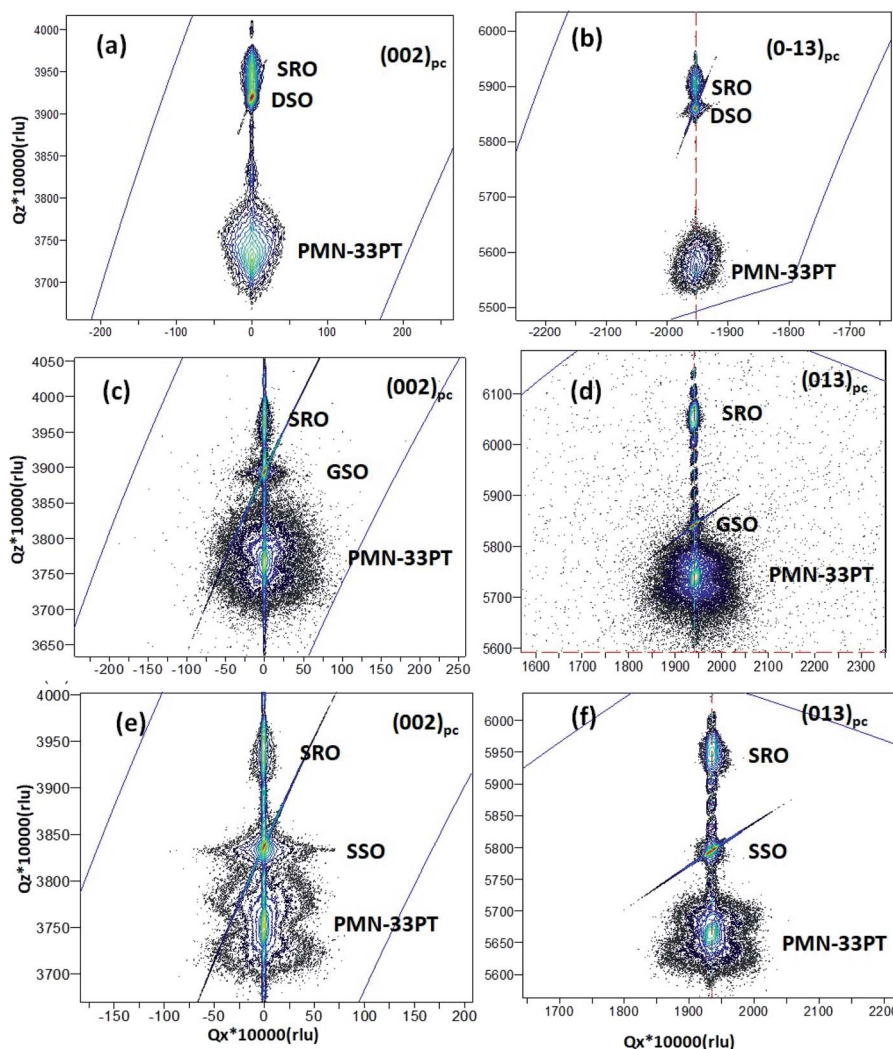 (a)
(002)pc
SRO
DSO
PMN-33PT
4000
3950
3900
3850
3800
3750
3700
-200
-100
0
100
200
Qz*10000(rlu)
(b)
(0-13)pc
SRO
DSO
PMN-33PT
6000
5900
5800
5700
5600
5500
-2200
-2100
-2000
-1900
-1800
-1700
(c)
(002)pc
SRO
GSO
PMN-33PT
4050
4000
3950
3900
3850
3800
3750
3700
3650
-200
-150
-100
-50
0
50
100
150
200
250
Qz*10000(rlu)
(d)
(013)pc
SRO
GSO
PMN-33PT
6100
6000
5900
5800
5700
5600
1600
1700
1800
1900
2000
2100
2200
2300
(e)
(002)pc
SRO
SSO
PMN-33PT
4000
3950
3900
3850
3800
3750
3700
-150
-100
-50
0
50
100
150
200
Qz*10000(rlu)
Qx*10000(rlu)
(f)
(013)pc
SRO
SSO
PMN-33PT
6000
5950
5900
5850
5800
5750
5700
5650
5600
1700
1800
1900
2000
2100
2200
Qx*10000(rlu)